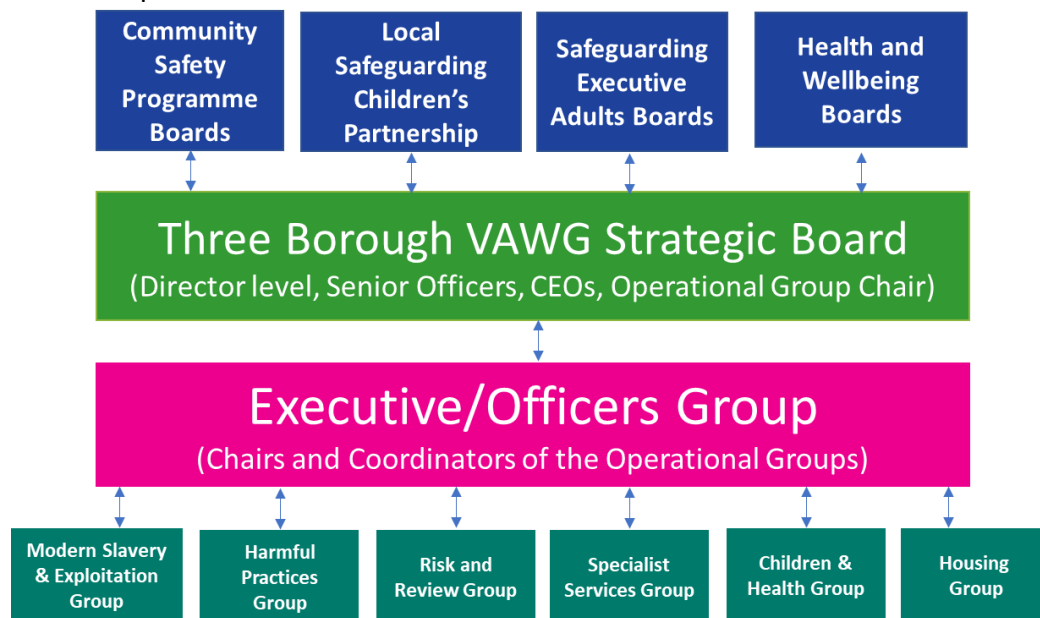 Community
Safety
Programme
Boards
Local
Safeguarding
Children's
Partnership
Safeguarding
Executive
Adults Boards
Health and
Wellbeing
Boards
Three Borough VAWG Strategic Board
(Director level, Senior Officers, CEOs, Operational Group Chair)
Executive/Officers Group
(Chairs and Coordinators of the Operational Groups)
Modern Slavery
& Exploitation
Group
Harmful
Practices
Group
Risk and
Review Group
Specialist
Services Group
Children &
Health Group
Housing
Group